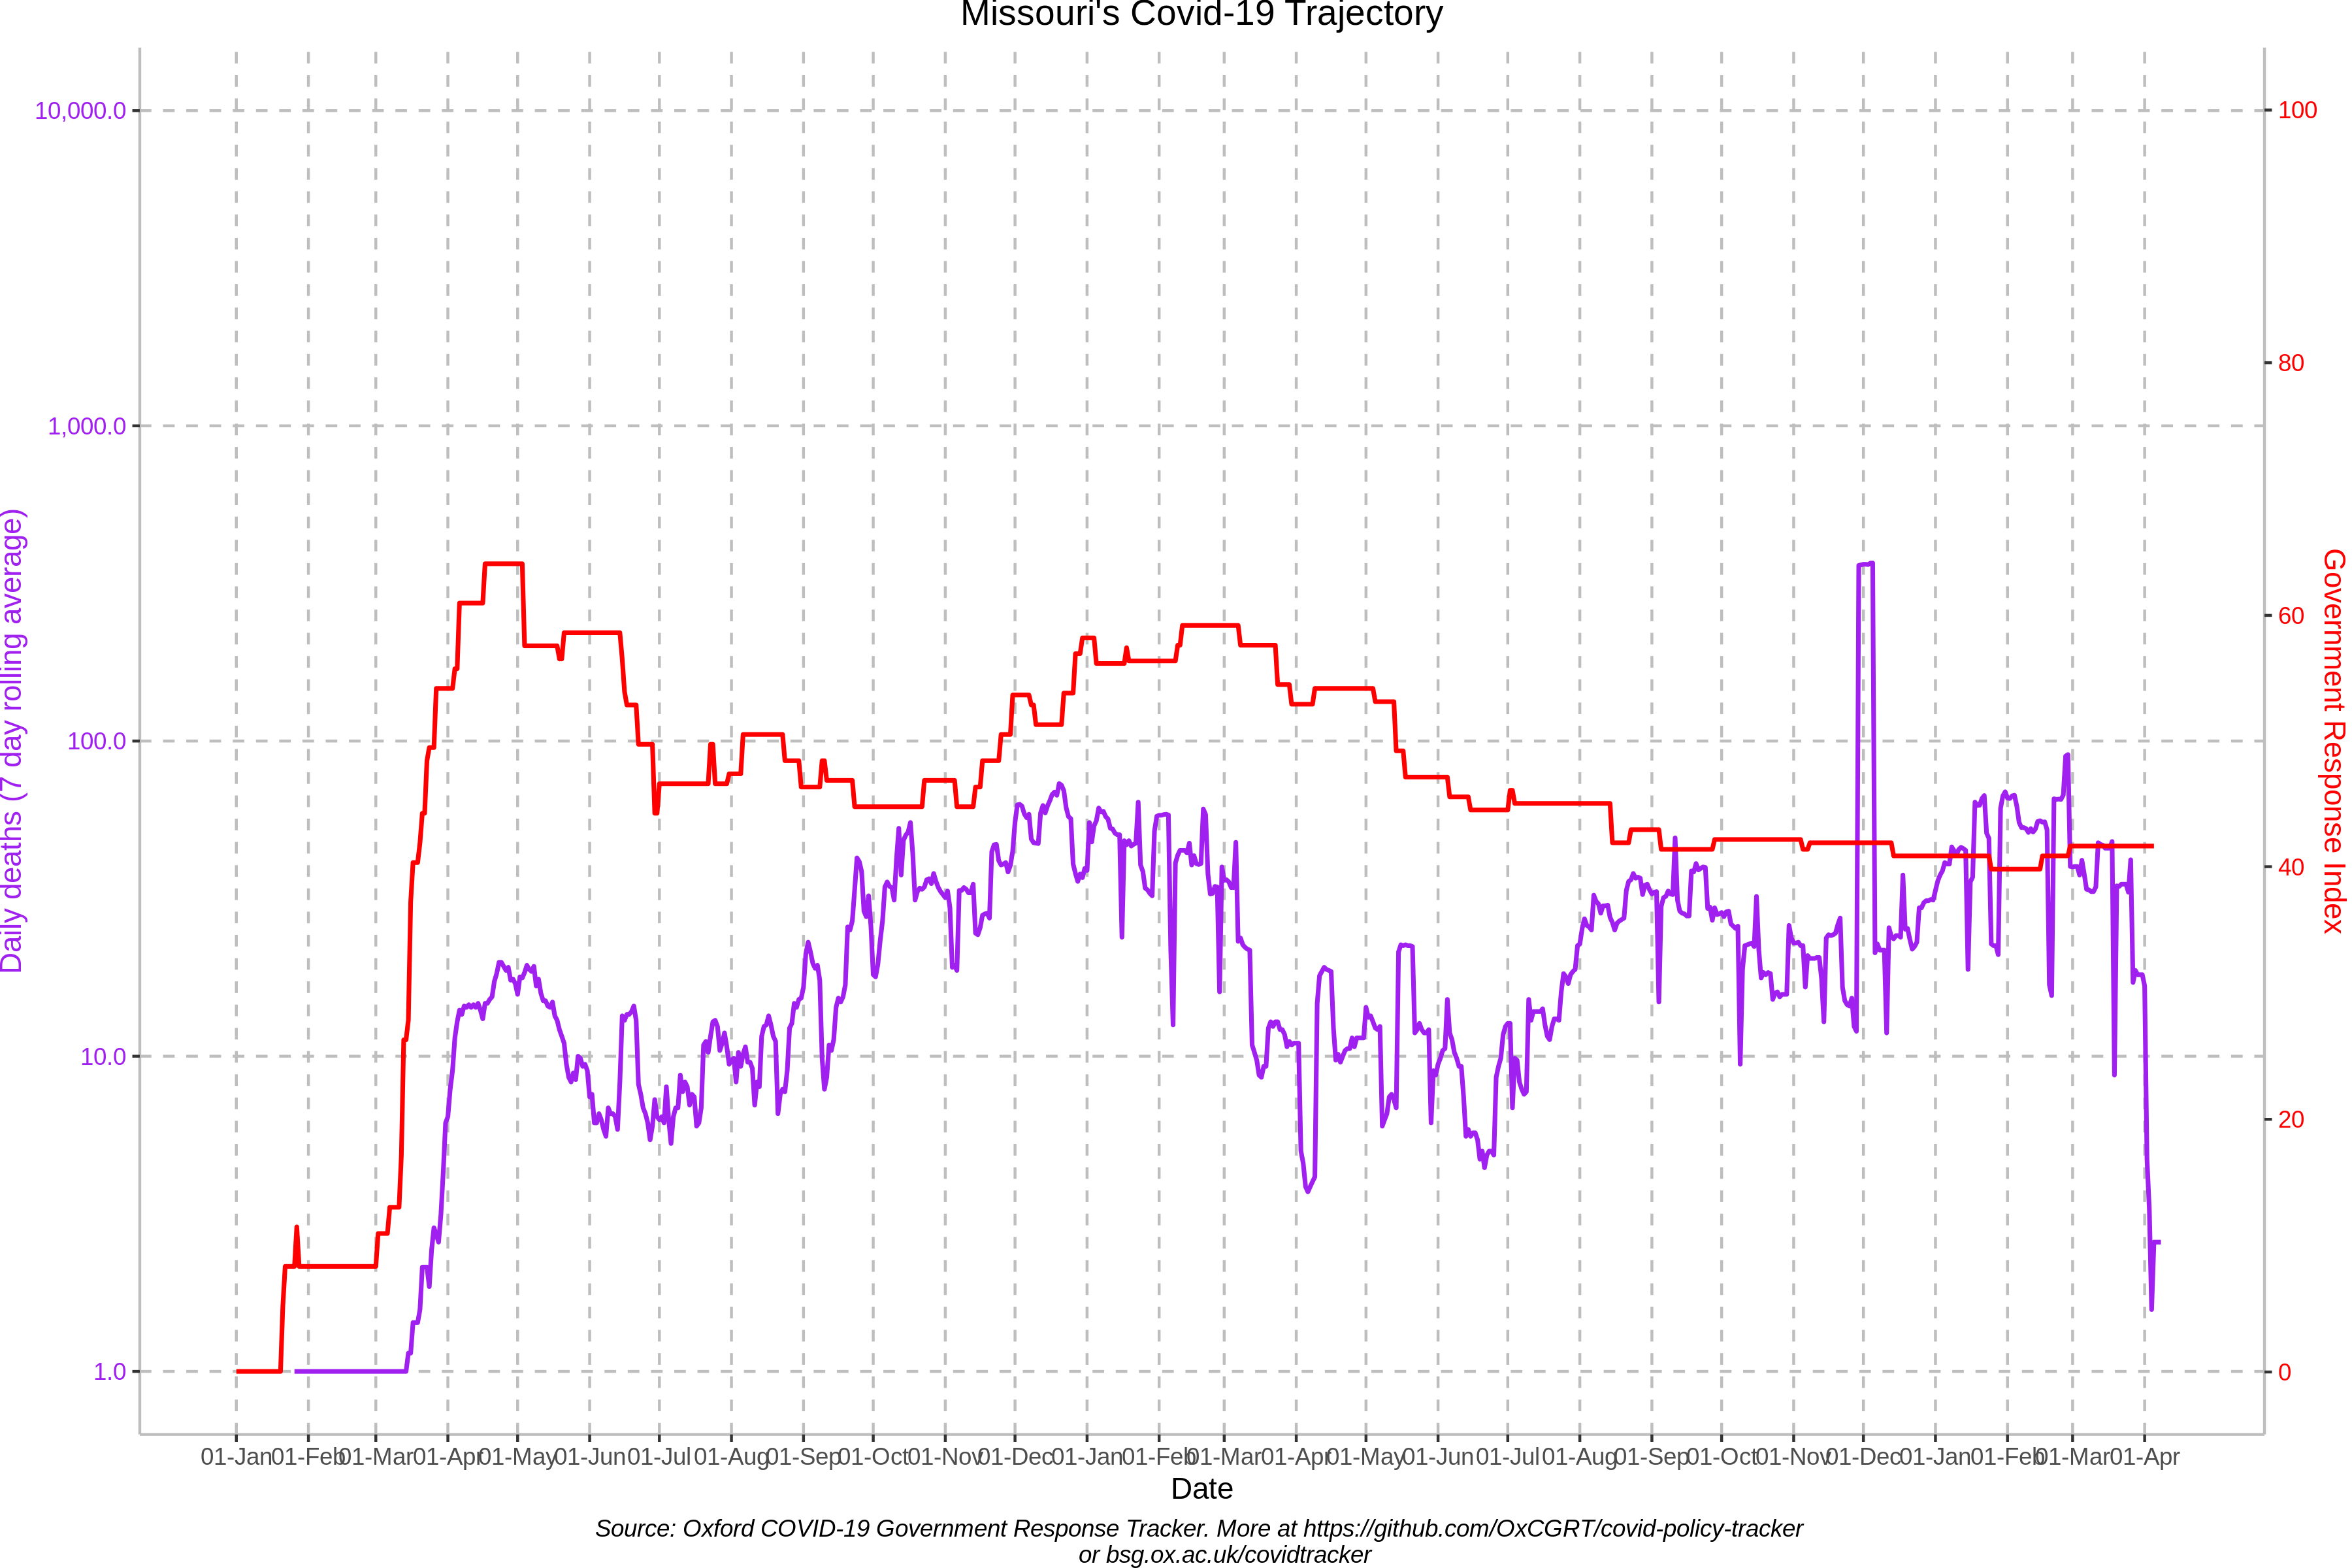 Missouri's Covid-19 Trajectory
Daily deaths (7 day rolling average)
10,000.0
1,000.0
100.0
10.0
1.0
100
80
60
40
20
0
Government Response Index
01-Jan 01-Feb 01-Mar 01-Apr 01-May 01-Jun 01-Jul 01-Aug 01-Sep 01-Oct 01-Nov 01-Dec 01-Jan 01-Feb 01-Mar 01-Apr 01-May 01-Jun 01-Jul 01-Aug 01-Sep 01-Oct 01-Nov 01-Dec 01-Jan 01-Feb 01-Mar 01-Apr
Date
Source: Oxford COVID-19 Government Response Tracker. More at https://github.com/OxCGRT/covid-policy-tracker
or bsg.ox.ac.uk/covidtracker